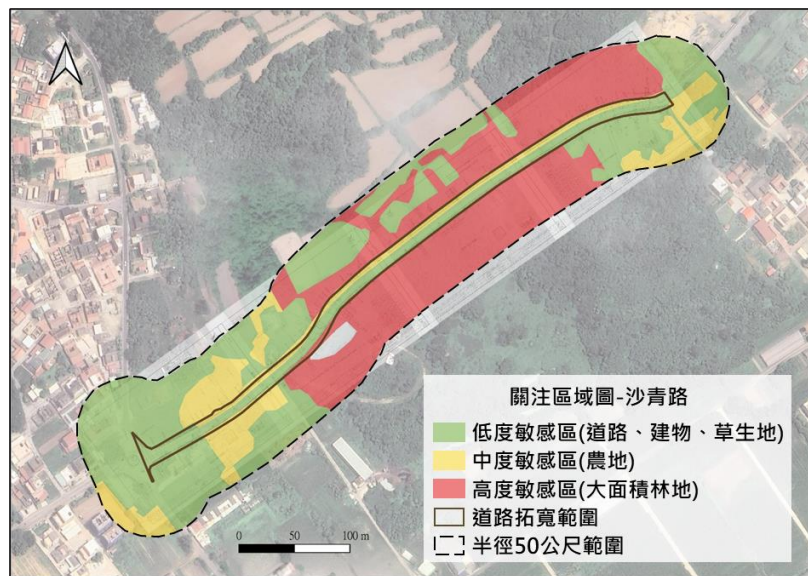 關注區域圖-沙青路
低度敏感區(道路、建物、草生地)
中度敏感區(農地)
高度敏感區(大面積林地)
道路拓寬範圍
半徑50公尺範圍
0 50 100 m